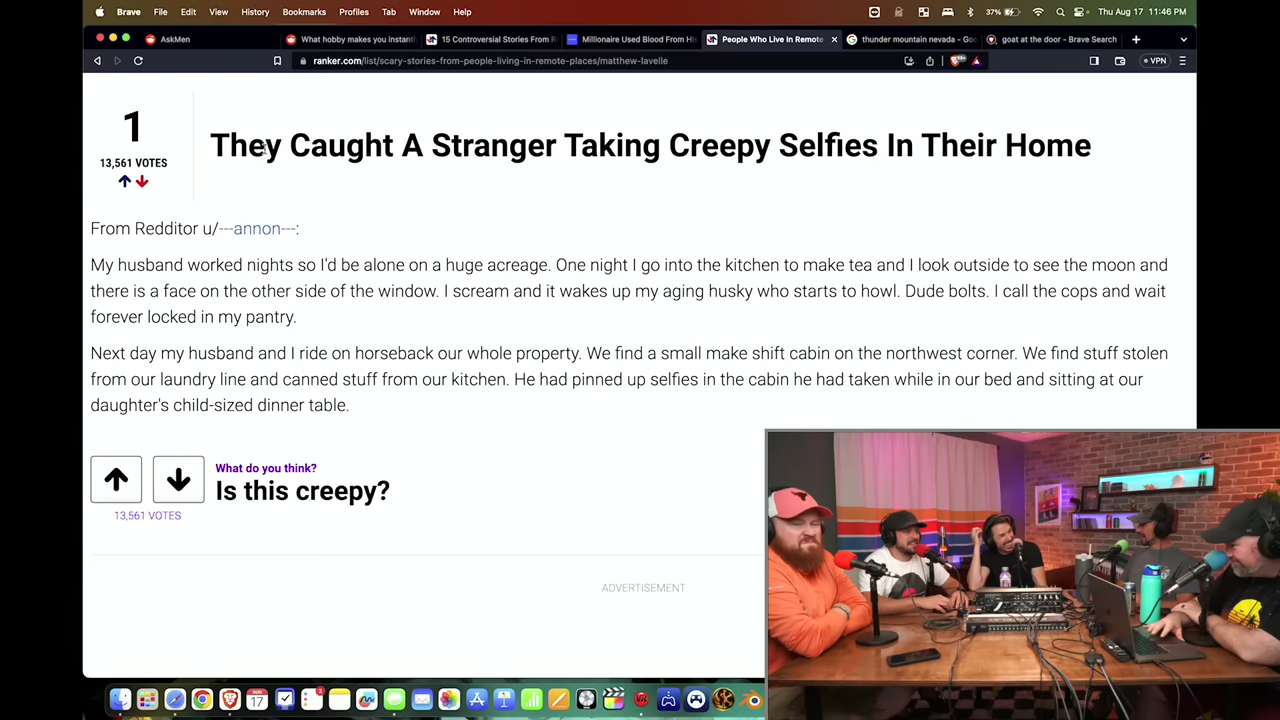 Brave File Edit View History Bookmarks Profiles Tab Window Help
37% Thu Aug 17 11:46 PM
AskMen
What hobby makes you instantl
15 Controversial Stories From R
Millionaire Used Blood From His
People Who Live In Remote
thunder mountain nevada - Goo
goat at the door - Brave Search
ranker.com/list/scary-stories-from-people-living-in-remote-places/matthew-lavelle
VPN
1
13,561 VOTES
They Caught A Stranger Taking Creepy Selfies In Their Home
From Redditor u/---annon---:
My husband worked nights so I'd be alone on a huge acreage. One night I go into the kitchen to make tea and I look outside to see the moon and
there is a face on the other side of the window. I scream and it wakes up my aging husky who starts to howl. Dude bolts. I call the cops and wait
forever locked in my pantry.
Next day my husband and I ride on horseback our whole property. We find a small make shift cabin on the northwest corner. We find stuff stolen
from our laundry line and canned stuff from our kitchen. He had pinned up selfies in the cabin he had taken while in our bed and sitting at our
daughter's child-sized dinner table.
What do you think?
Is this creepy?
13,561 VOTES
ADVERTISEMENT
AUG
17